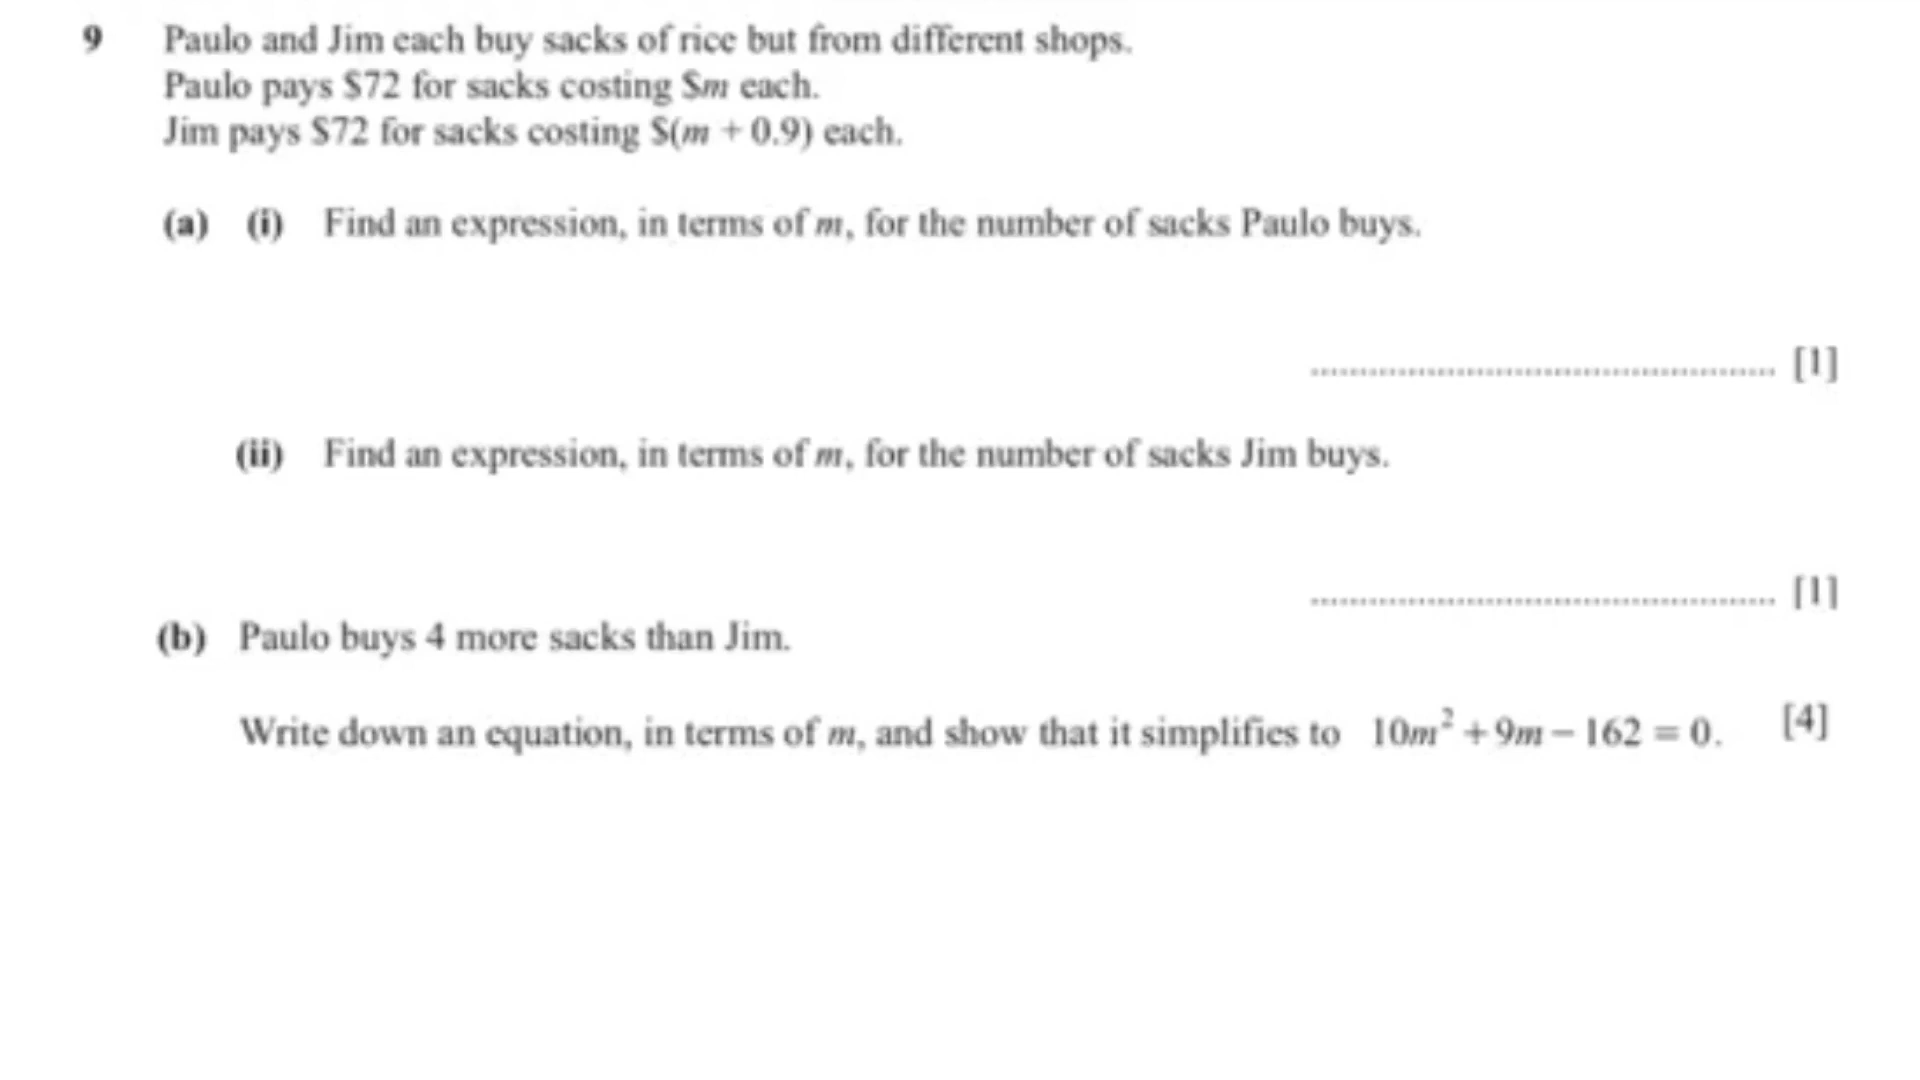 9 Paulo and Jim each buy sacks of rice but from different shops.
Paulo pays $72 for sacks costing $m each.
Jim pays $72 for sacks costing $(m + 0.9) each.
(a) (i) Find an expression, in terms of m, for the number of sacks Paulo buys.
.................................................. [1]
(ii) Find an expression, in terms of m, for the number of sacks Jim buys.
.................................................. [1]
(b) Paulo buys 4 more sacks than Jim.
Write down an equation, in terms of m, and show that it simplifies to 10m² + 9m − 162 = 0. [4]